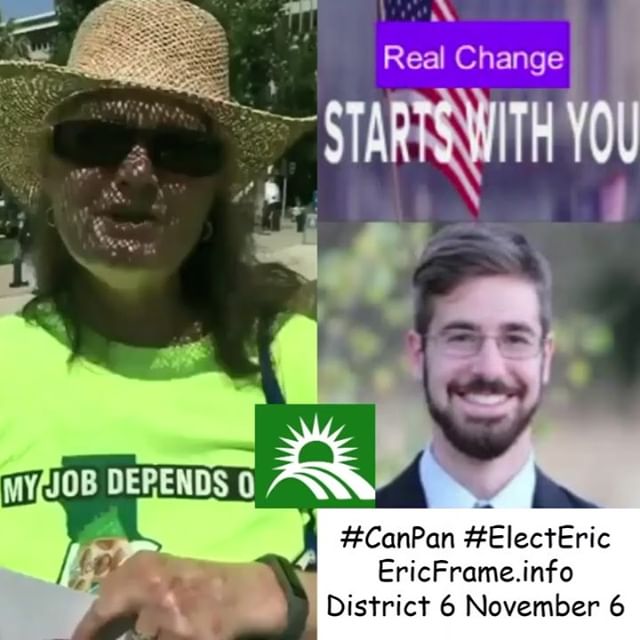 Real Change
STARTS WITH YOU
MY JOB DEPENDS O
#CanPan #ElectEric
EricFrame.info
District 6 November 6